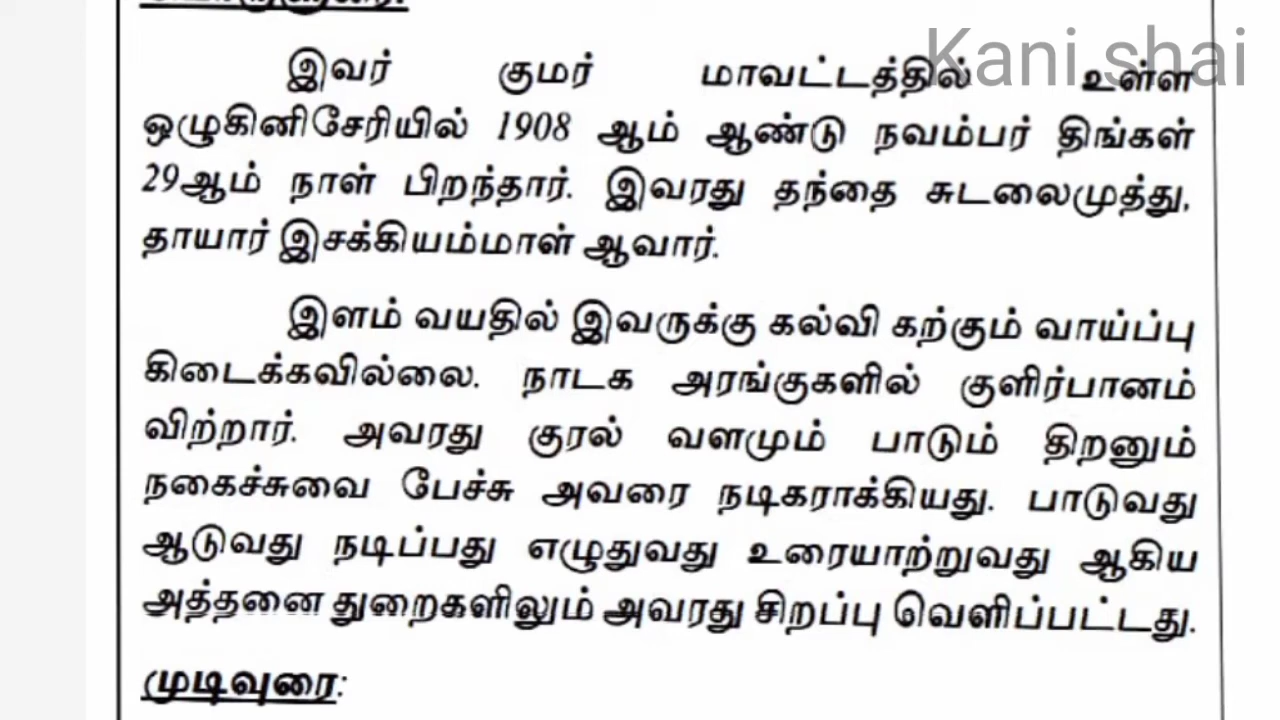 Kani shai
இவர் குமர் மாவட்டத்தில் உள்ள
ஒழுகினிசேரியில் 1908 ஆம் ஆண்டு நவம்பர் திங்கள்
29ஆம் நாள் பிறந்தார். இவரது தந்தை சுடலைமுத்து,
தாயார் இசக்கியம்மாள் ஆவார்.
இளம் வயதில் இவருக்கு கல்வி கற்கும் வாய்ப்பு
கிடைக்கவில்லை. நாடக அரங்குகளில் குளிர்பானம்
விற்றார். அவரது குரல் வளமும் பாடும் திறனும்
நகைச்சுவை பேச்சு அவரை நடிகராக்கியது. பாடுவது
ஆடுவது நடிப்பது எழுதுவது உரையாற்றுவது ஆகிய
அத்தனை துறைகளிலும் அவரது சிறப்பு வெளிப்பட்டது.
முடிவுரை: